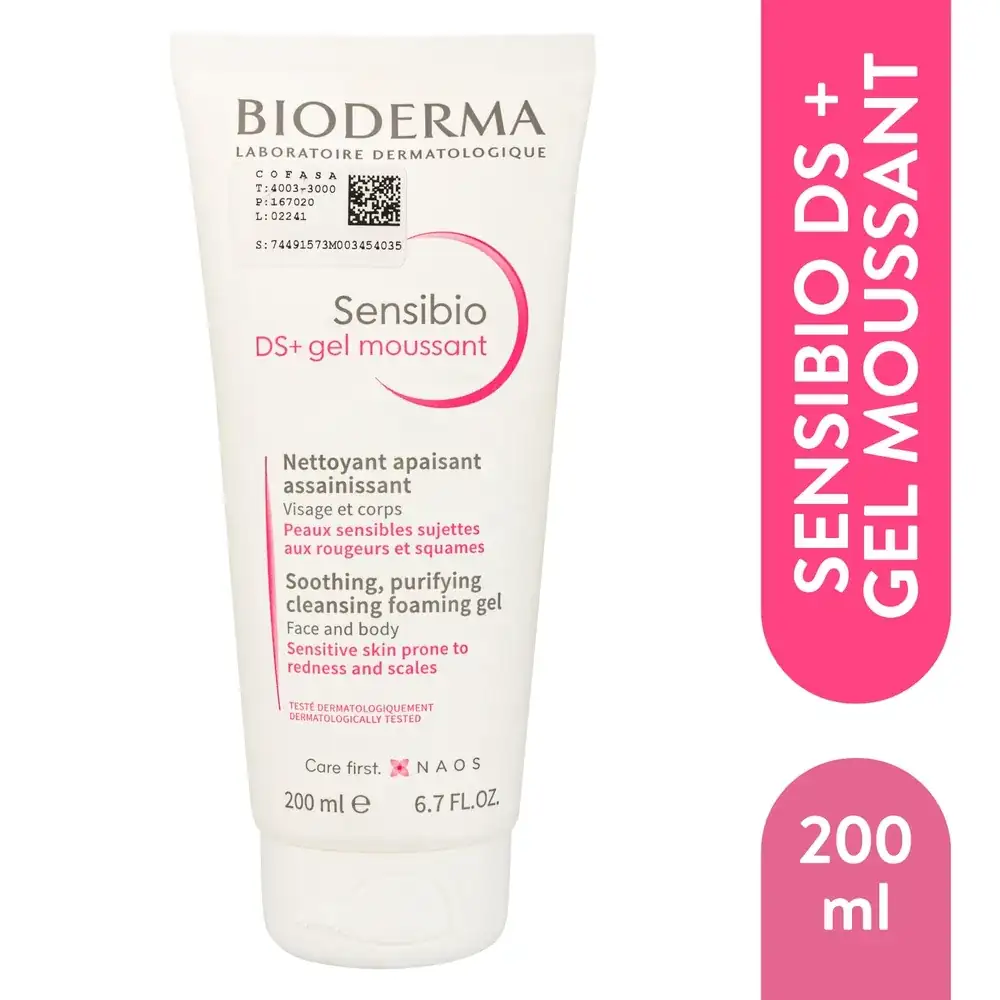 BIODERMA
LABORATOIRE DERMATOLOGIQUE
COFASA
T:4003-3000
P:167020
L:02241
S:74491573M003454035
Sensibio
DS+ gel moussant
Nettoyant apaisant
assainissant
Visage et corps
Peaux sensibles sujettes
aux rougeurs et squames
Soothing, purifying
cleansing foaming gel
Face and body
Sensitive skin prone to
redness and scales
TESTÉ DERMATOLOGIQUEMENT
DERMATOLOGICALLY TESTED
Care first. NAOS
200 ml e 6.7 FL.OZ.
SENSIBIO DS +
GEL MOUSSANT
200
ml